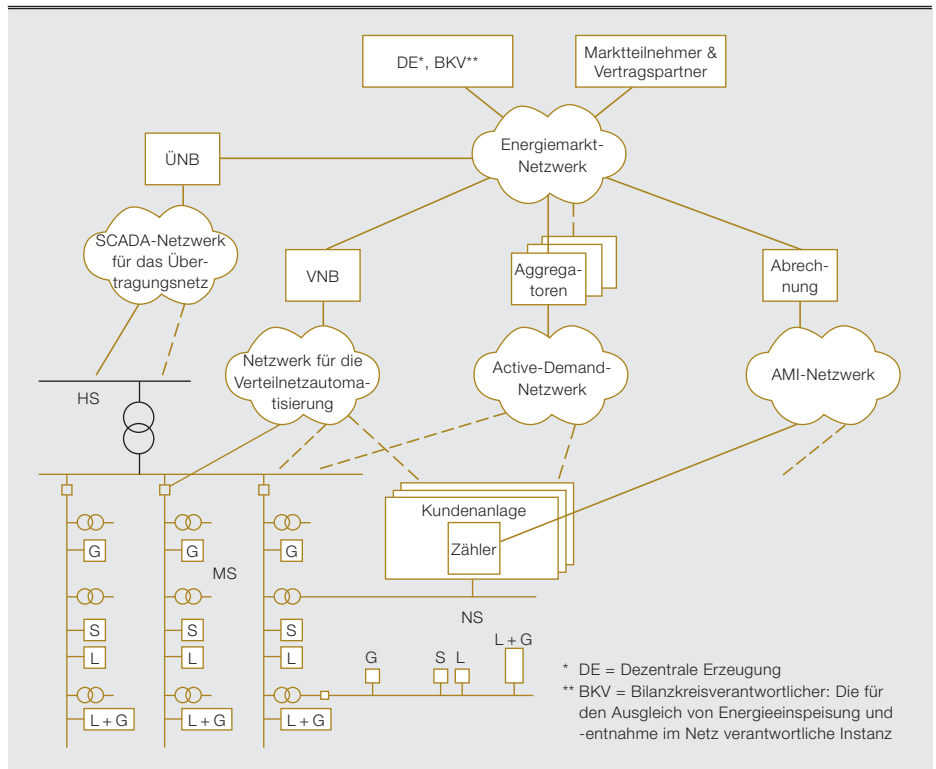 DE*, BKV**
Marktteilnehmer &
Vertragspartner
Energiemarkt-
Netzwerk
ÜNB
SCADA-Netzwerk
für das Über-
tragungsnetz
VNB
Aggrega-
toren
Abrech-
nung
Netzwerk für die
Verteilnetzautoma-
tisierung
Active-Demand-
Netzwerk
AMI-Netzwerk
HS
Kundenanlage
Zähler
G
G
G
MS
NS
S
S
S
L
L
L
L + G
L + G
L + G
G
S
L
L + G
* DE = Dezentrale Erzeugung
** BKV = Bilanzkreisverantwortlicher: Die für
den Ausgleich von Energieeinspeisung und
-entnahme im Netz verantwortliche Instanz